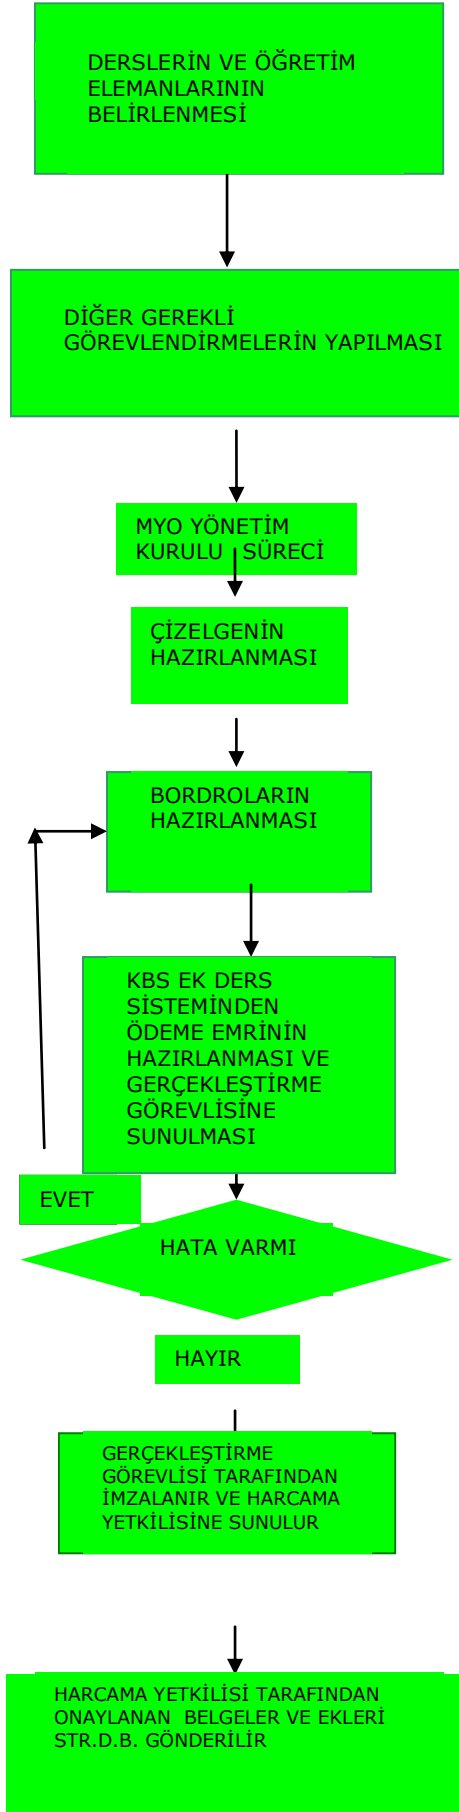 DERSLERİN VE ÖĞRETİM
ELEMANLARININ
BELİRLENMESİ
DİĞER GEREKLİ
GÖREVLENDİRMELERİN YAPILMASI
MYO YÖNETİM
KURULU SÜRECİ
ÇİZELGENİN
HAZIRLANMASI
BORDROLARIN
HAZIRLANMASI
KBS EK DERS
SİSTEMİNDEN
ÖDEME EMRİNİN
HAZIRLANMASI VE
GERÇEKLEŞTİRME
GÖREVLİSİNE
SUNULMASI
EVET
HATA VARMI
HAYIR
GERÇEKLEŞTİRME
GÖREVLİSİ TARAFINDAN
İMZALANIR VE HARCAMA
YETKİLİSİNE SUNULUR
HARCAMA YETKİLİSİ TARAFINDAN
ONAYLANAN BELGELER VE EKLERİ
STR.D.B. GÖNDERİLİR